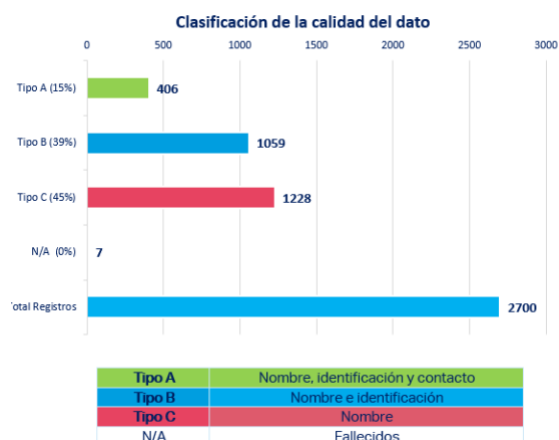 Clasificación de la calidad del dato
0 500 1000 1500 2000 2500 3000
Tipo A (15%) 406
Tipo B (39%) 1059
Tipo C (45%) 1228
N/A (0%) 7
otal Registros 2700
Tipo A Nombre, identificación y contacto
Tipo B Nombre e identificación
Tipo C Nombre
N/A Fallecidos